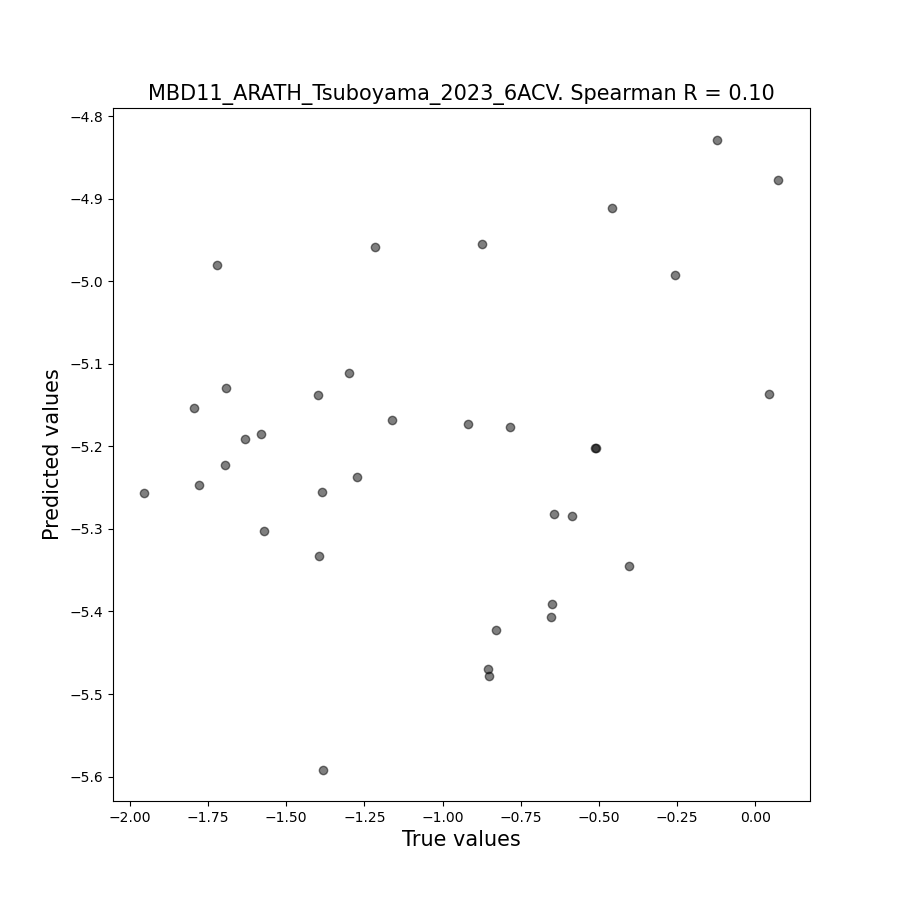 MBD11_ARATH_Tsuboyama_2023_6ACV. Spearman R = 0.10
−4.8
−4.9
−5.0
−5.1
−5.2
−5.3
−5.4
−5.5
−5.6
Predicted values
−2.00 −1.75 −1.50 −1.25 −1.00 −0.75 −0.50 −0.25 0.00
True values